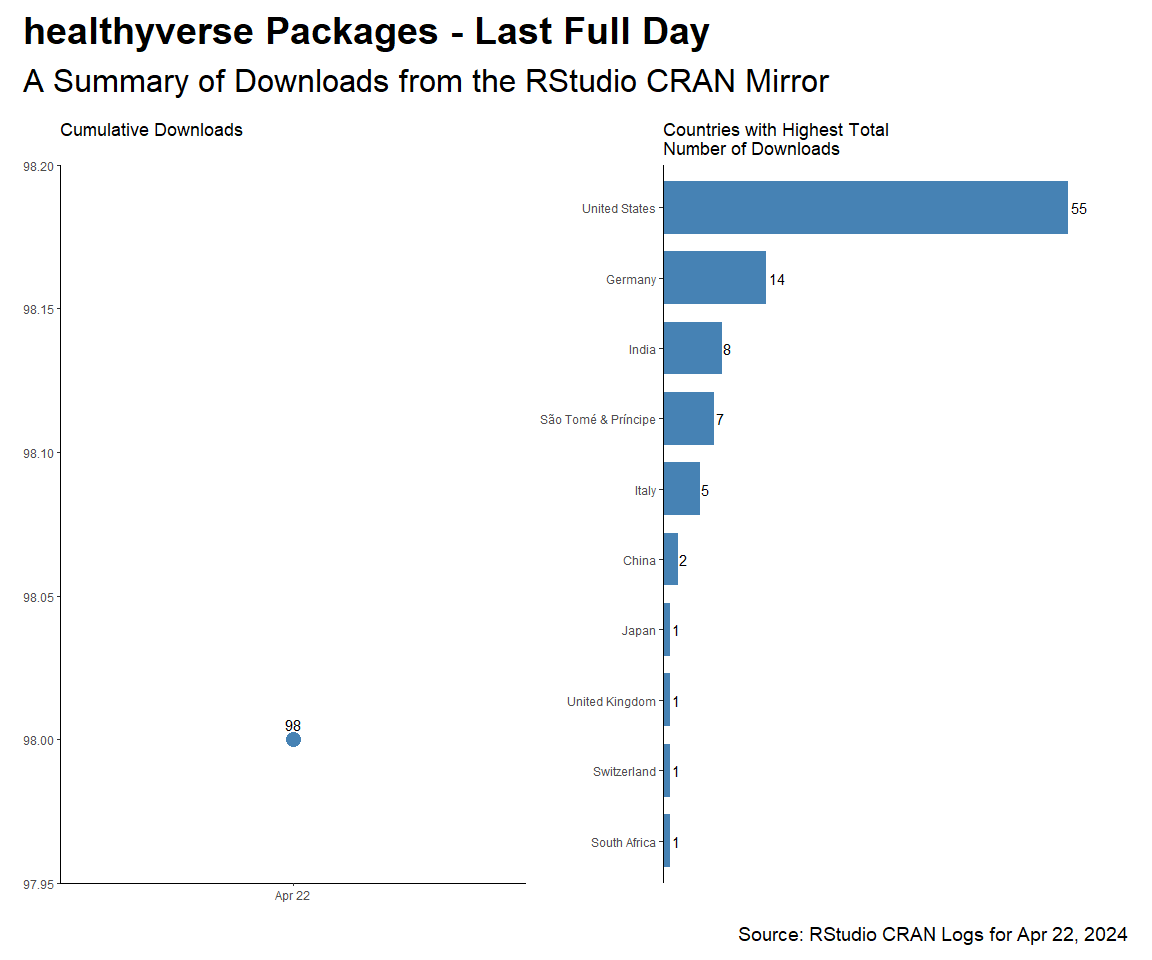 healthyverse Packages - Last Full Day
A Summary of Downloads from the RStudio CRAN Mirror
Cumulative Downloads
98.20
98.15
98.10
98.05
98.00
97.95
98
Apr 22
Countries with Highest Total
Number of Downloads
United States 55
Germany 14
India 8
São Tomé & Príncipe 7
Italy 5
China 2
Japan 1
United Kingdom 1
Switzerland 1
South Africa 1
Source: RStudio CRAN Logs for Apr 22, 2024